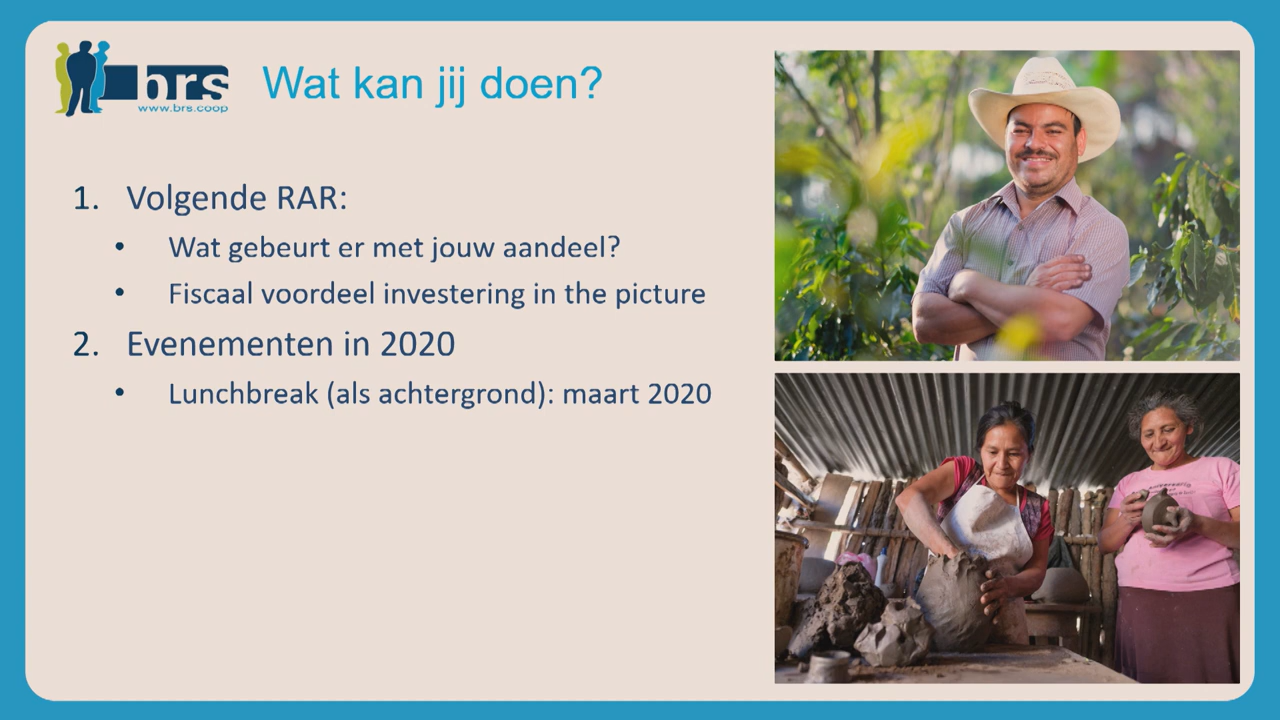 brs
www.brs.coop
Wat kan jij doen?
1. Volgende RAR:
• Wat gebeurt er met jouw aandeel?
• Fiscaal voordeel investering in the picture
2. Evenementen in 2020
• Lunchbreak (als achtergrond): maart 2020